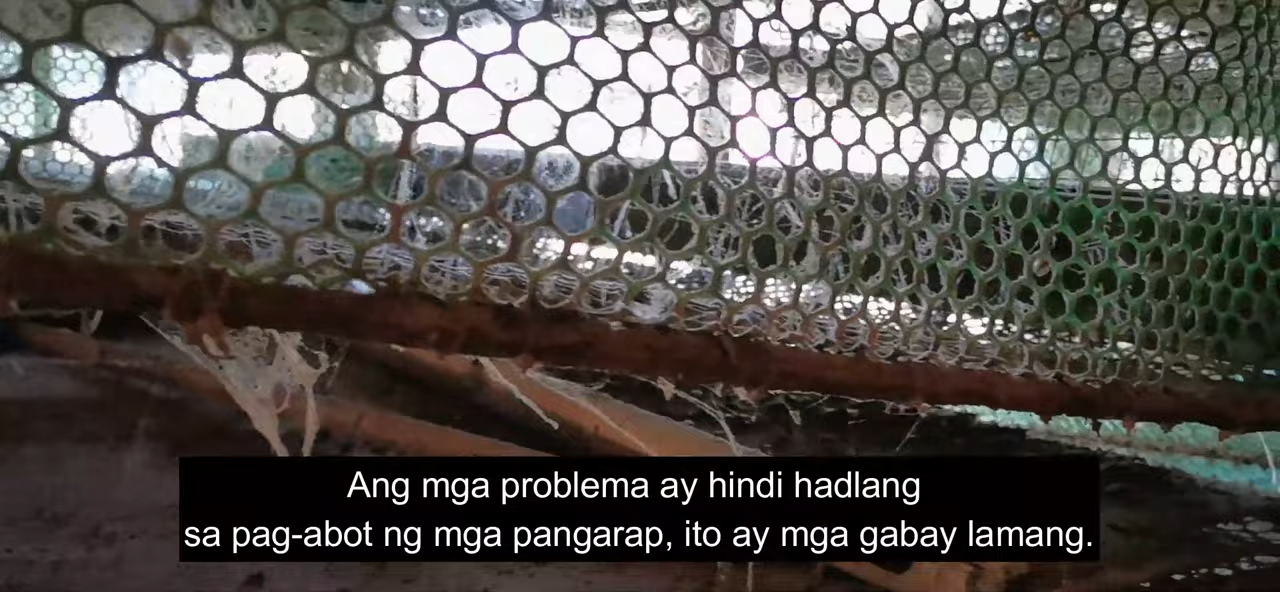 Ang mga problema ay hindi hadlang
sa pag-abot ng mga pangarap, ito ay mga gabay lamang.